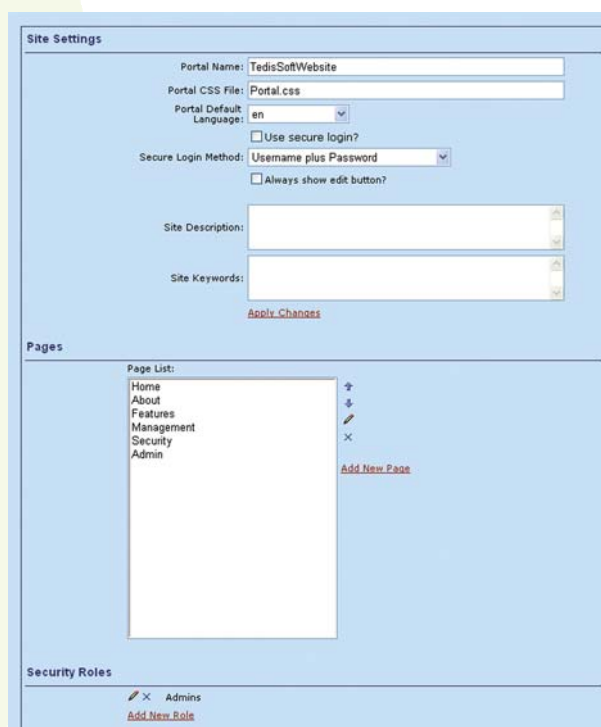 Site Settings
Portal Name: TedisSoftWebsite
Portal CSS File: Portal.css
Portal Default
Language: en
Use secure login?
Secure Login Method: Username plus Password
Always show edit button?
Site Description:
Site Keywords:
Apply Changes
Pages
Page List:
Home
About
Features
Management
Security
Admin
Add New Page
Security Roles
Admins
Add New Role